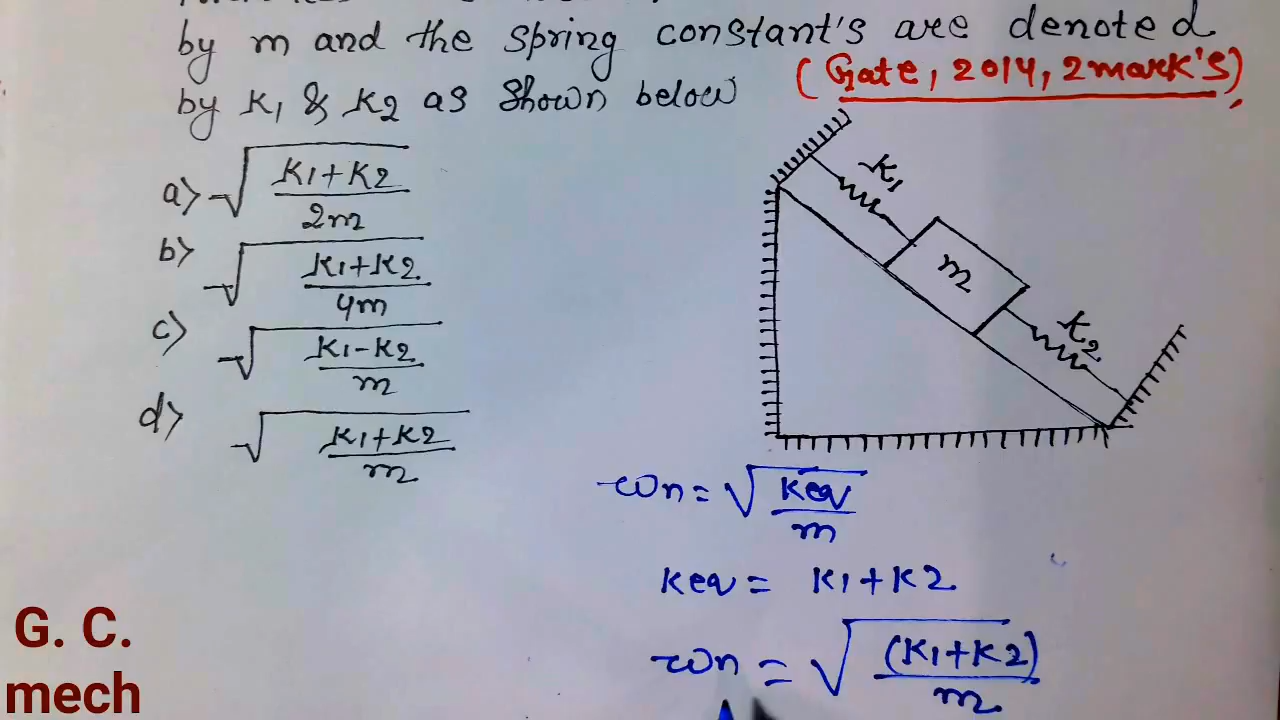 by m and the spring constant's are denoted
by K1 & K2 as shown below
(Gate, 2014, 2 mark's)
a) √ K1+K2
2m
b) √ K1+K2
4m
c) √ K1-K2
m
d) √ K1+K2
m
K1
m
K2
ωn = √ Keq
m
Keq = K1+K2
ωn = √ (K1+K2)
m
G. C.
mech